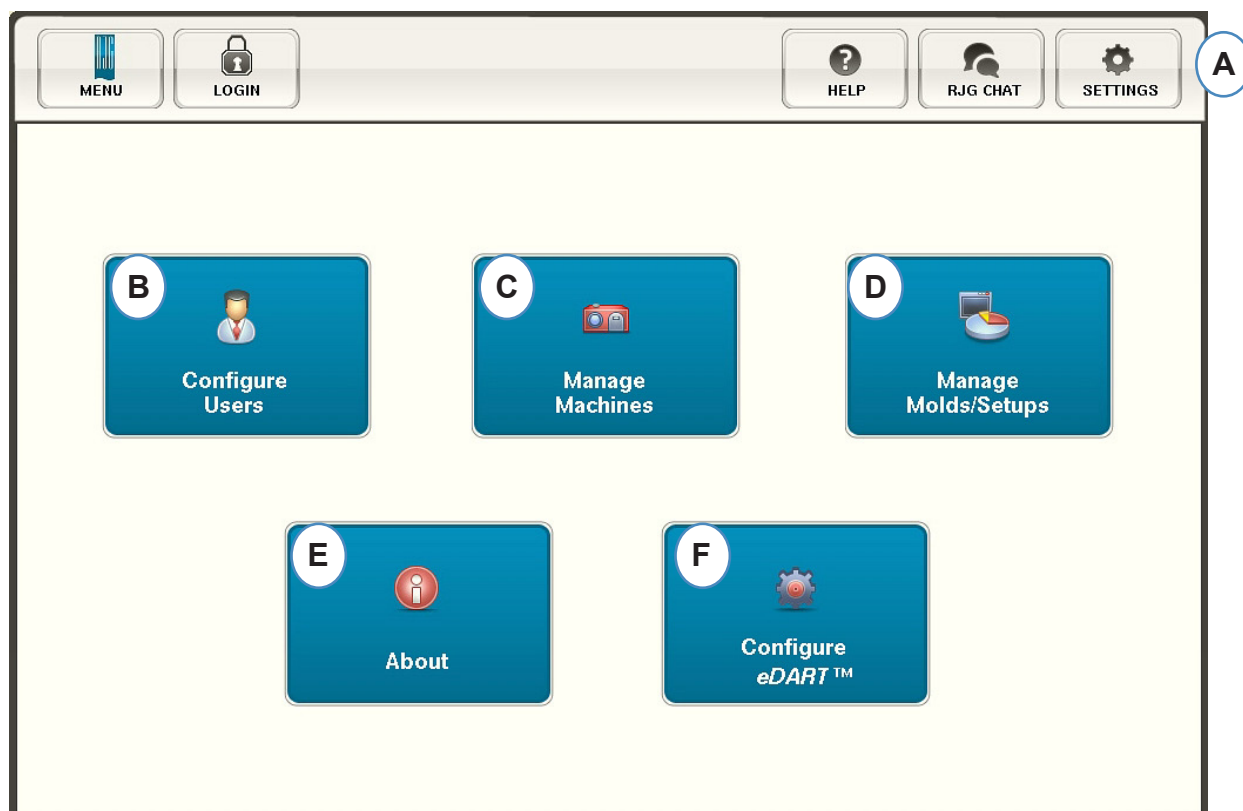 MENU
LOGIN
HELP
RJG CHAT
SETTINGS
A
B
Configure
Users
C
Manage
Machines
D
Manage
Molds/Setups
E
About
F
Configure
eDART™